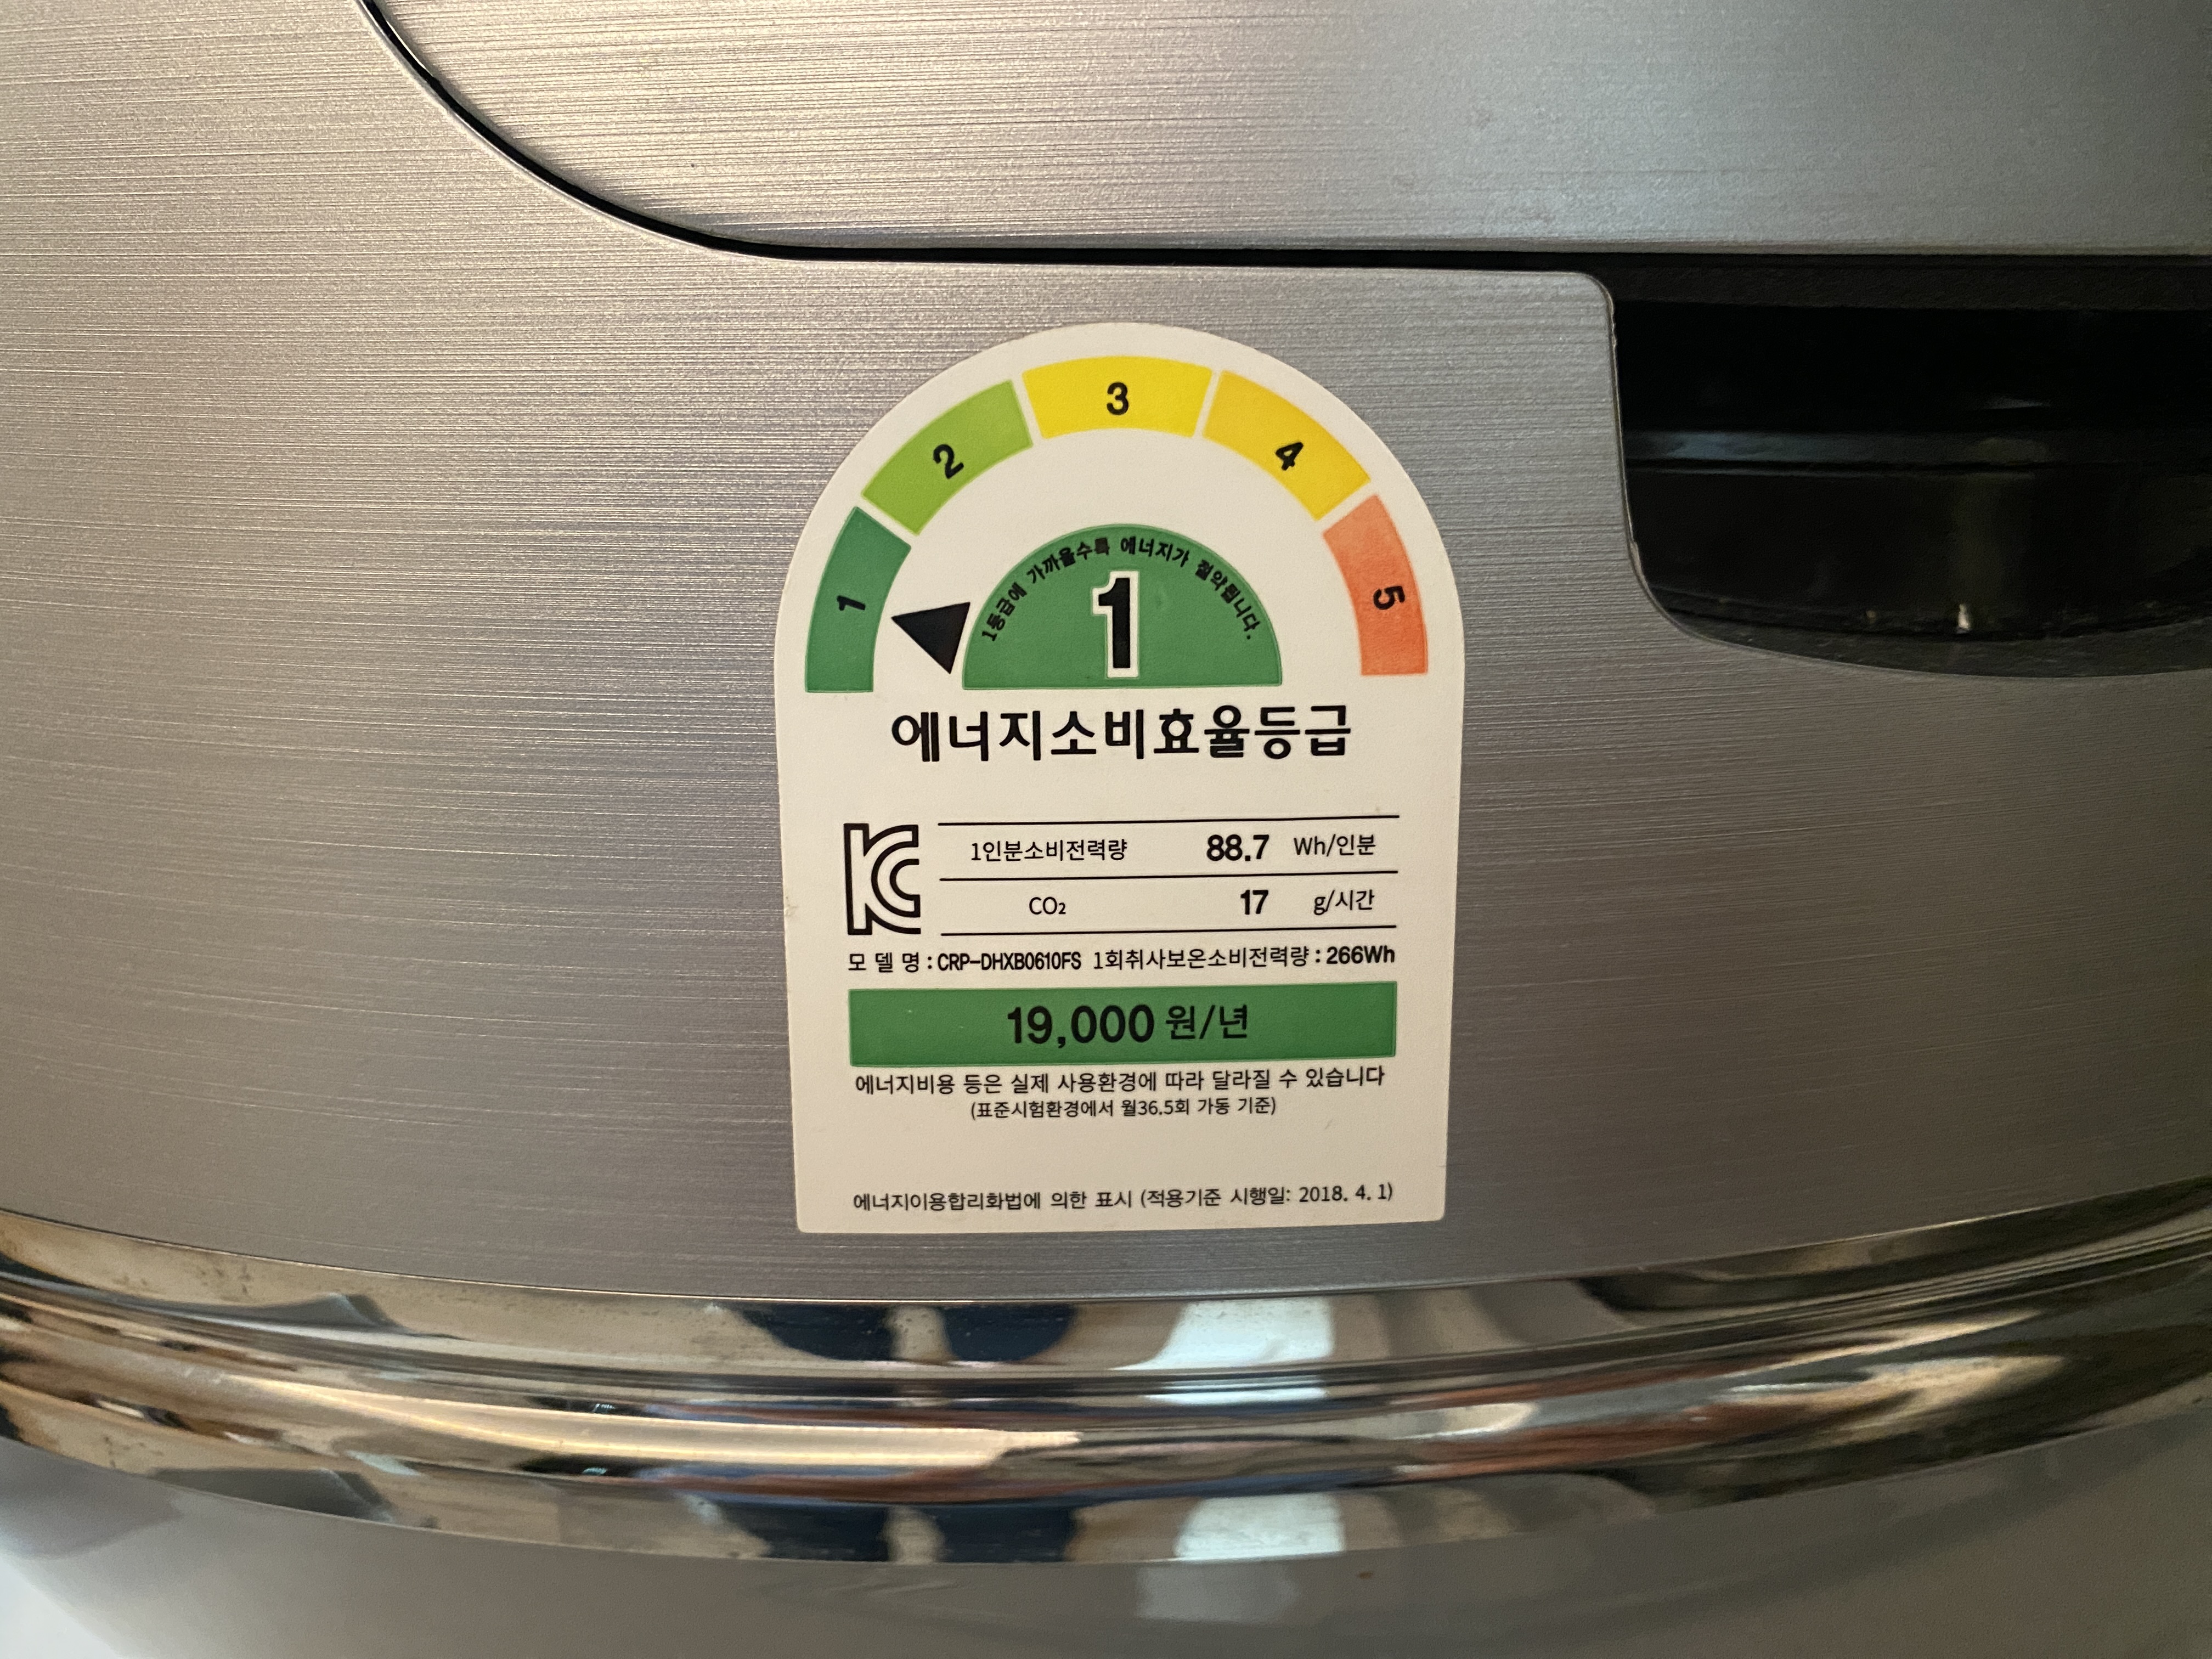 1 2 3 4 5
1등급에 가까울수록 에너지가 절약됩니다.
1
에너지소비효율등급
KC
1인분소비전력량 88.7 Wh/인분
CO₂ 17 g/시간
모 델 명 : CRP-DHXB0610FS 1회취사보온소비전력량 : 266Wh
19,000 원/년
에너지비용 등은 실제 사용환경에 따라 달라질 수 있습니다
(표준시험환경에서 월36.5회 가동 기준)
에너지이용합리화법에 의한 표시 (적용기준 시행일: 2018. 4. 1)